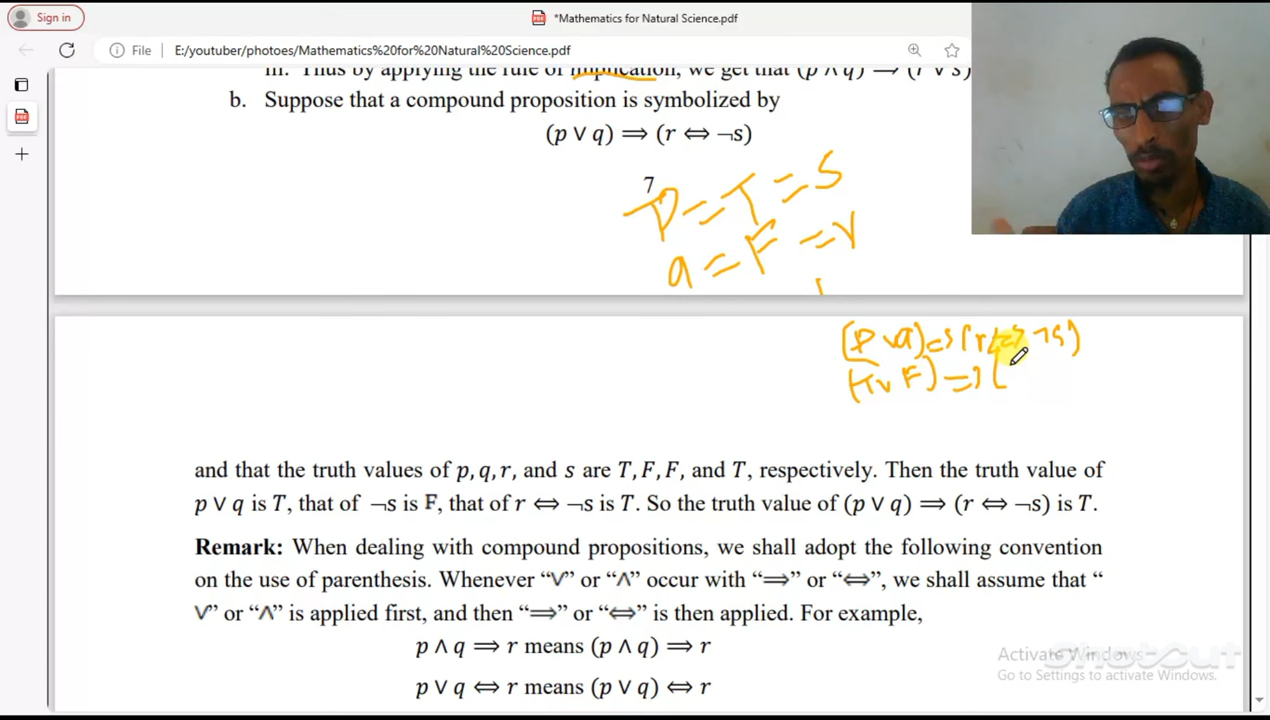 Sign in
*Mathematics for Natural Science.pdf
File E:/youtuber/photoes/Mathematics%20for%20Natural%20Science.pdf
III. Thus by applying the rule of implication, we get that (p ∧ q) ⟹ (r ∨ s)
b. Suppose that a compound proposition is symbolized by
(p ∨ q) ⟹ (r ⟺ ¬s)
7
P = T = s
q = F = r
(p ∨ q) => (r <=> ¬s)
(T ∨ F) => (
and that the truth values of p, q, r, and s are T, F, F, and T, respectively. Then the truth value of
p ∨ q is T, that of ¬s is F, that of r ⟺ ¬s is T. So the truth value of (p ∨ q) ⟹ (r ⟺ ¬s) is T.
Remark: When dealing with compound propositions, we shall adopt the following convention
on the use of parenthesis. Whenever “∨” or “∧” occur with “⟹” or “⟺”, we shall assume that “
∨” or “∧” is applied first, and then “⟹” or “⟺” is then applied. For example,
p ∧ q ⟹ r means (p ∧ q) ⟹ r
p ∨ q ⟺ r means (p ∨ q) ⟺ r
Activate Windows
Go to Settings to activate Windows.
shotcut